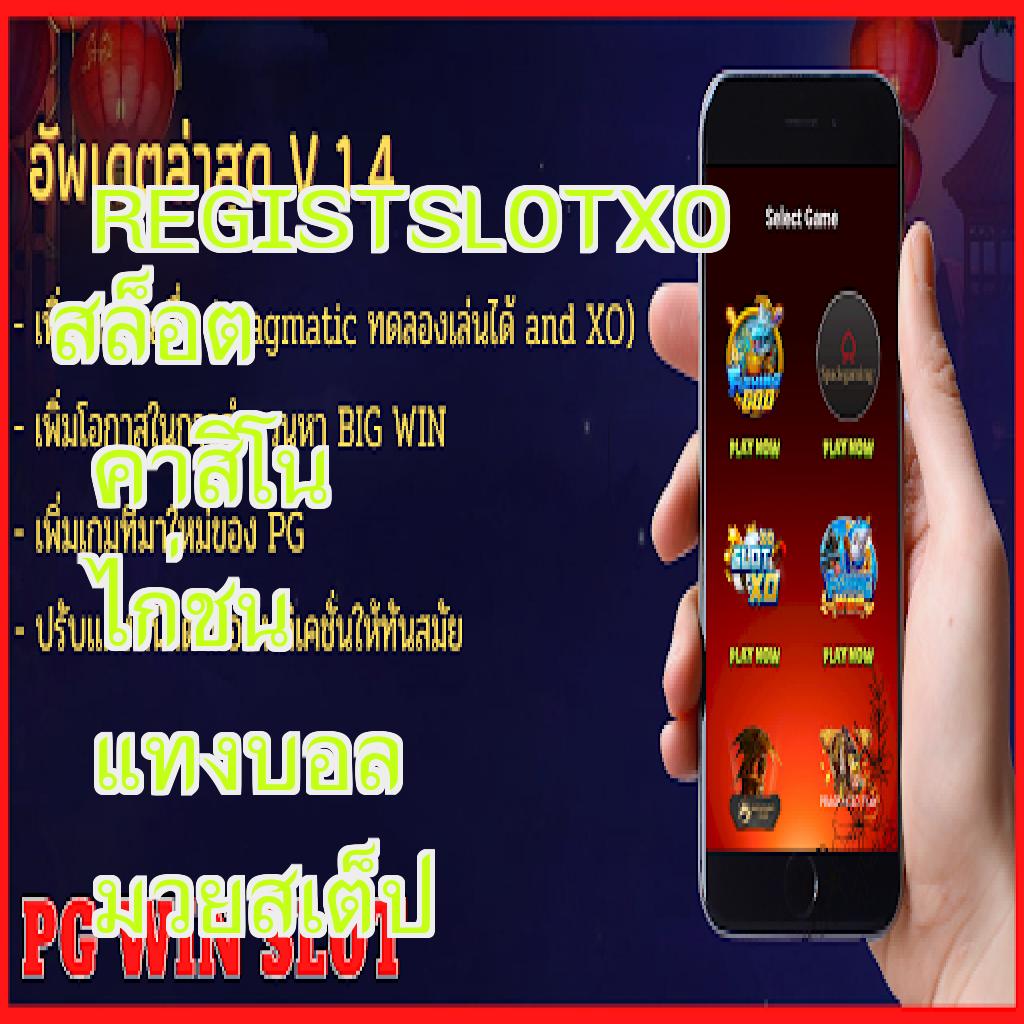 อัพเดตล่าสุด V.1.4
REGISTSLOTXO
Select Game
สล็อต
agmatic ทดลองเล่นได้ and XO)
PLAY NOW PLAY NOW
- เพิ่มโอกาสใน BIG WIN
คาสิโน
- เพิ่มเกมที่มาใหม่ของ PG
SLOT XO
ไก่ชน
- ให้ทันสมัย
PLAY NOW PLAY NOW
แทงบอล
มวยสเต็ป
PG WIN SLOT